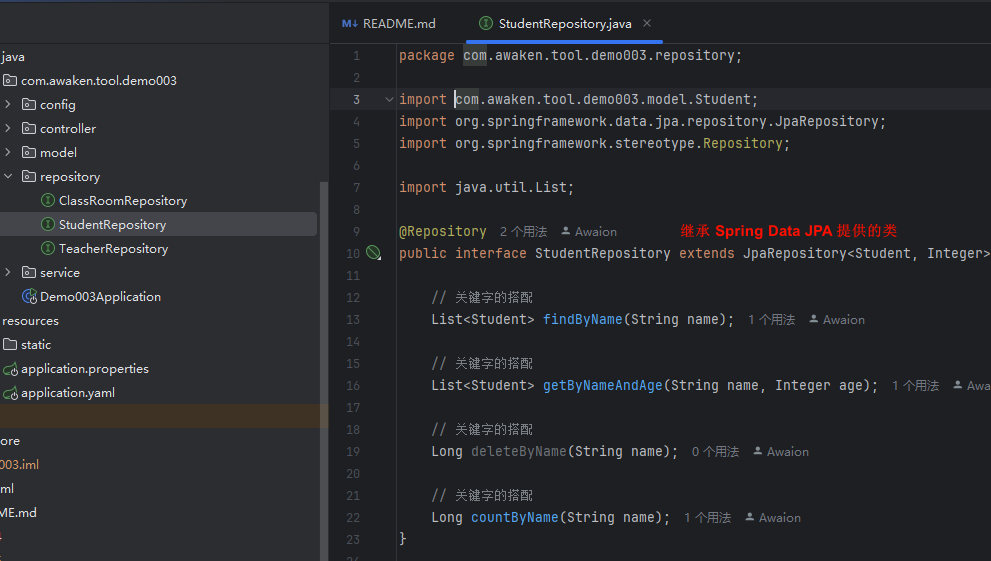 README.md
StudentRepository.java
java
com.awaken.tool.demo003
config
controller
model
repository
ClassRoomRepository
StudentRepository
TeacherRepository
service
Demo003Application
resources
static
application.properties
application.yaml
ore
003.iml
ml
ME.md
1 package com.awaken.tool.demo003.repository;
2
3 import com.awaken.tool.demo003.model.Student;
4 import org.springframework.data.jpa.repository.JpaRepository;
5 import org.springframework.stereotype.Repository;
6
7 import java.util.List;
8
9 @Repository 2 个用法 Awaion 继承 Spring Data JPA 提供的类
10 public interface StudentRepository extends JpaRepository<Student, Integer>
11
12 // 关键字的搭配
13 List<Student> findByName(String name); 1 个用法 Awaion
14
15 // 关键字的搭配
16 List<Student> getByNameAndAge(String name, Integer age); 1 个用法 Awa
17
18 // 关键字的搭配
19 Long deleteByName(String name); 0 个用法 Awaion
20
21 // 关键字的搭配
22 Long countByName(String name); 1 个用法 Awaion
23 }